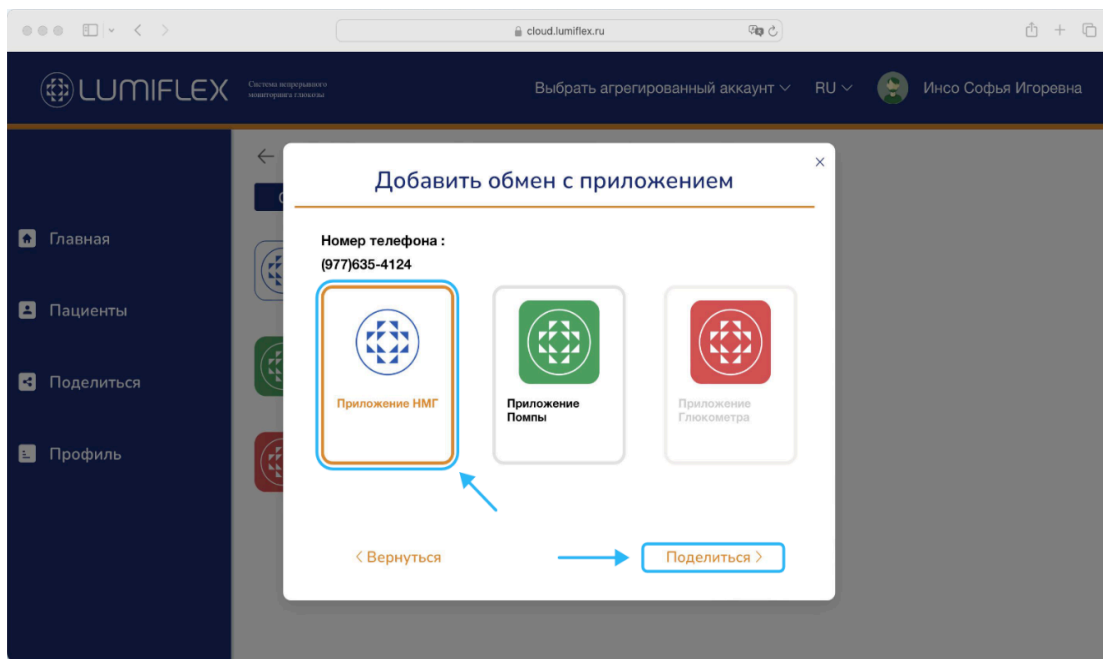 cloud.lumiflex.ru
LUMIFLEX
Система непрерывного
мониторинга глюкозы
Выбрать агрегированный аккаунт
RU
Инсо Софья Игоревна
Главная
Пациенты
Поделиться
Профиль
Добавить обмен с приложением
Номер телефона :
(977)635-4124
Приложение НМГ
Приложение
Помпы
Приложение
Глюкометра
Вернуться
Поделиться